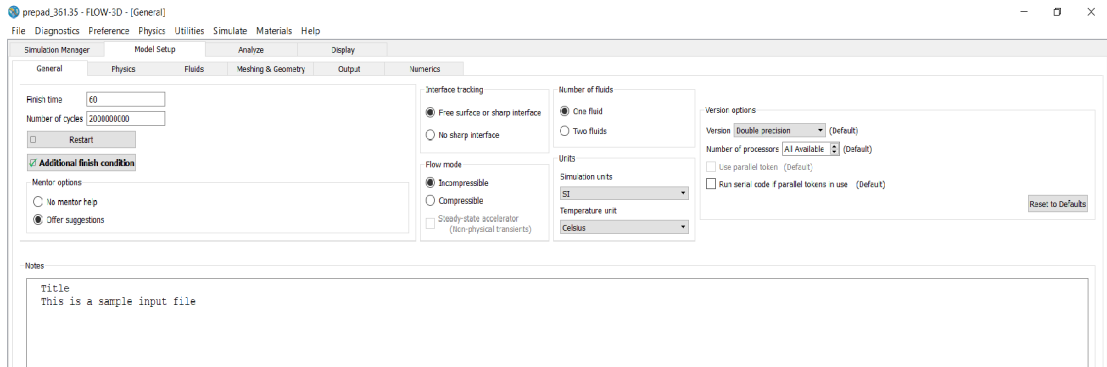 prepad_361.35 - FLOW-3D - [General]
File Diagnostics Preference Physics Utilities Simulate Materials Help
Simulation Manager Model Setup Analyze Display
General Physics Fluids Meshing & Geometry Output Numerics
Finish time 60
Number of cycles 2000000000
Restart
Additional finish condition
Mentor options
No mentor help
Offer suggestions
Interface tracking
Free surface or sharp interface
No sharp interface
Flow mode
Incompressible
Compressible
Steady-state accelerator
(Non-physical transients)
Number of fluids
One fluid
Two fluids
Units
Simulation units
SI
Temperature unit
Celsius
Version options
Version Double precision (Default)
Number of processors All Available (Default)
Use parallel token (Default)
Run serial code if parallel tokens in use (Default)
Reset to Defaults
Notes
Title
This is a sample input file